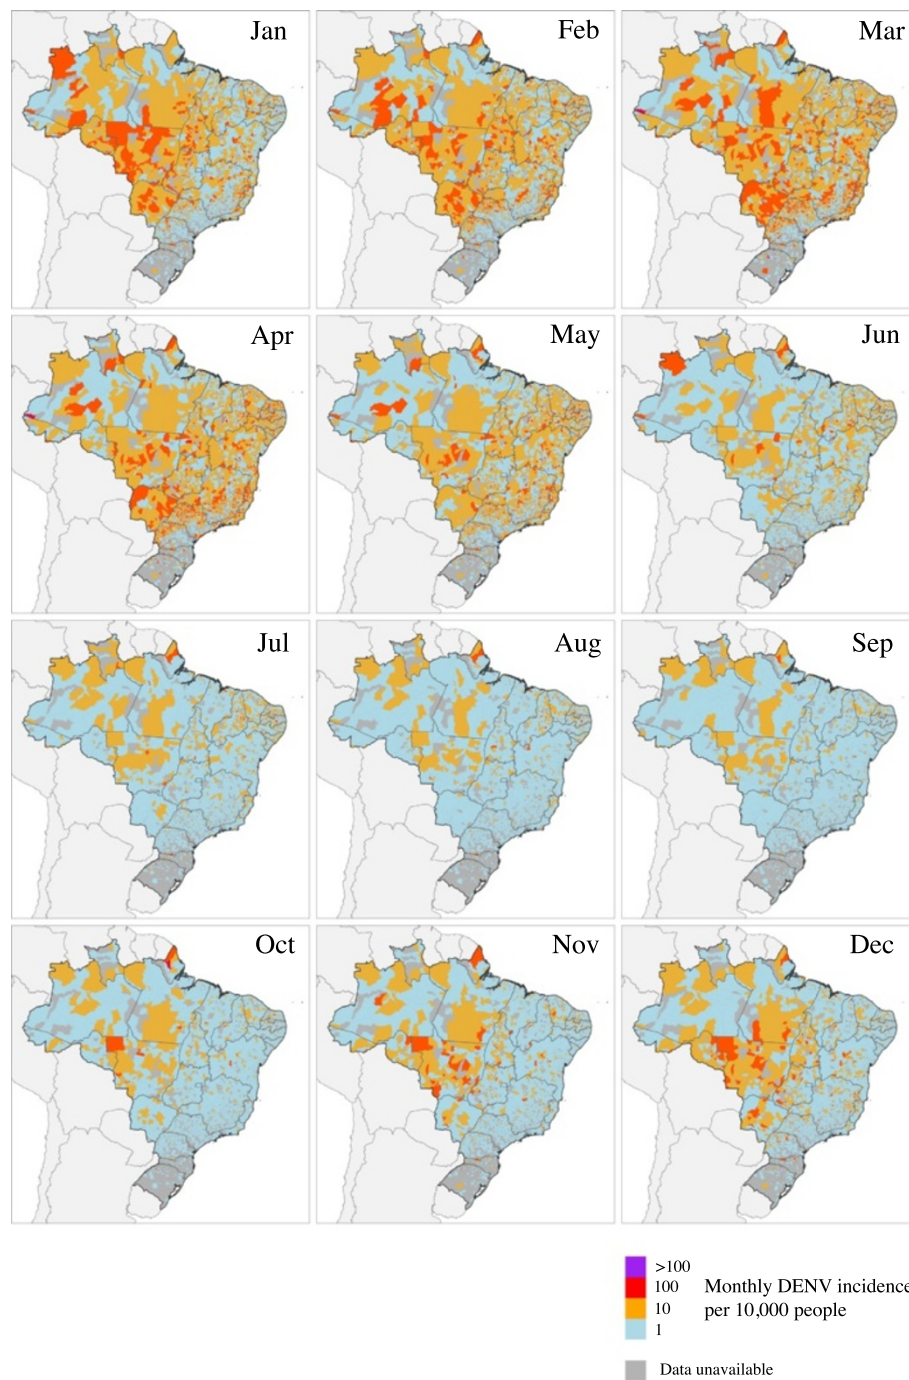 Jan
Feb
Mar
Apr
May
Jun
Jul
Aug
Sep
Oct
Nov
Dec
>100
100
10
1
Monthly DENV incidence
per 10,000 people
Data unavailable